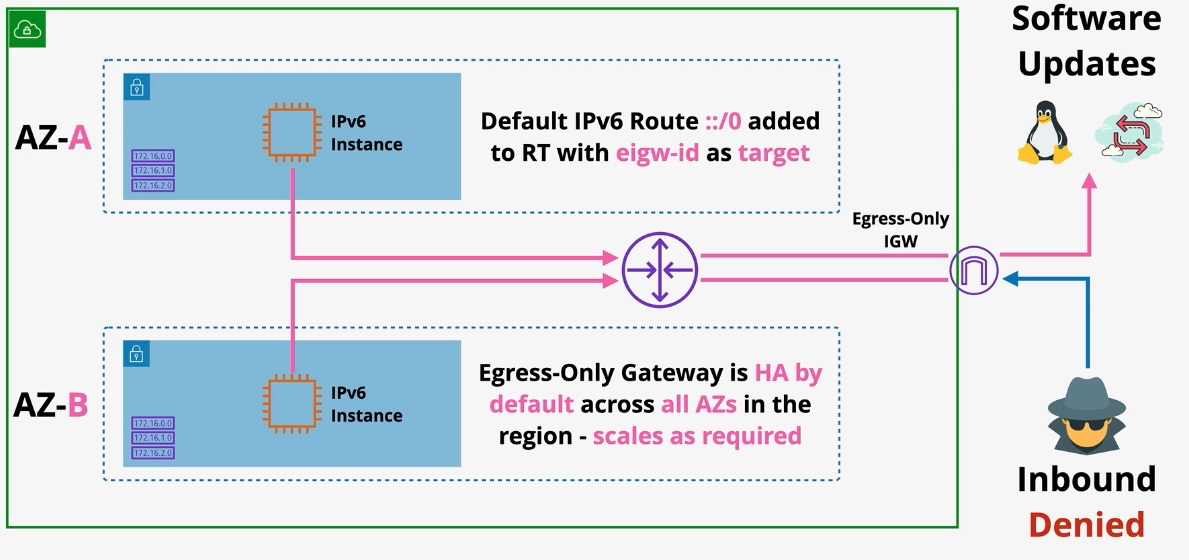 Software
Updates
AZ-A
IPv6
Instance
172.16.0.0
172.16.1.0
172.16.2.0
Default IPv6 Route ::/0 added
to RT with eigw-id as target
Egress-Only
IGW
AZ-B
IPv6
Instance
172.16.0.0
172.16.1.0
172.16.2.0
Egress-Only Gateway is HA by
default across all AZs in the
region - scales as required
Inbound
Denied